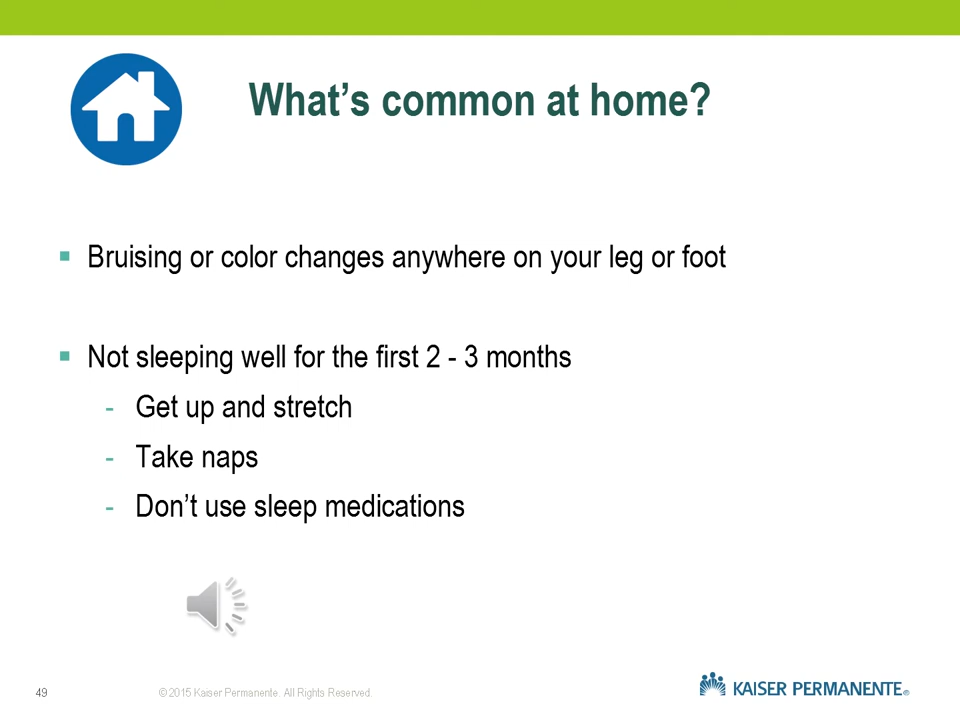 What’s common at home?
▪ Bruising or color changes anywhere on your leg or foot
▪ Not sleeping well for the first 2 - 3 months
- Get up and stretch
- Take naps
- Don’t use sleep medications
49
© 2015 Kaiser Permanente. All Rights Reserved.
KAISER PERMANENTE®